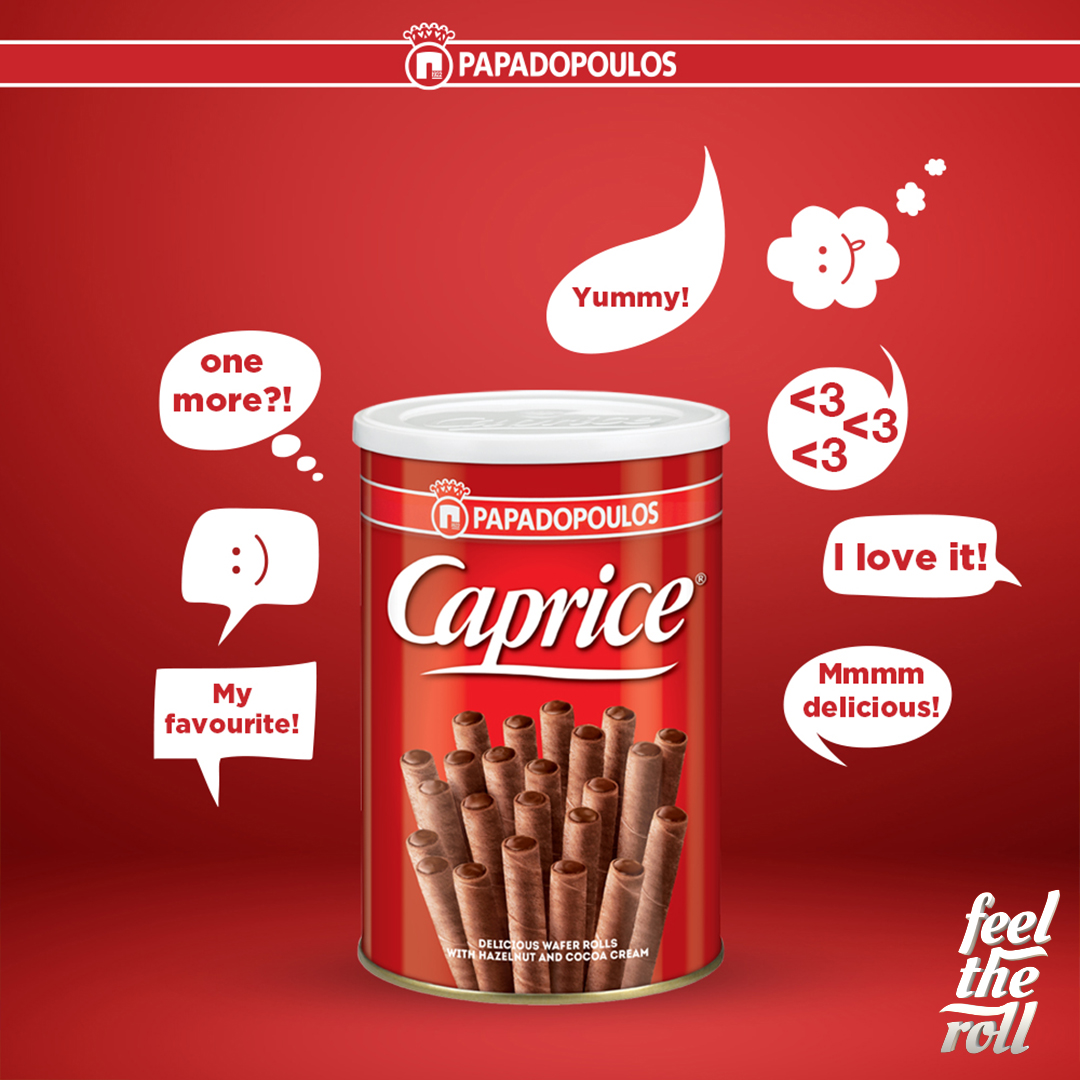 PAPADOPOULOS
Yummy!
:)
one
more?!
<3
<3
<3
PAPADOPOULOS
Caprice®
:)
I love it!
My
favourite!
Mmmm
delicious!
DELICIOUS WAFER ROLLS
WITH HAZELNUT AND COCOA CREAM
feel
the
roll